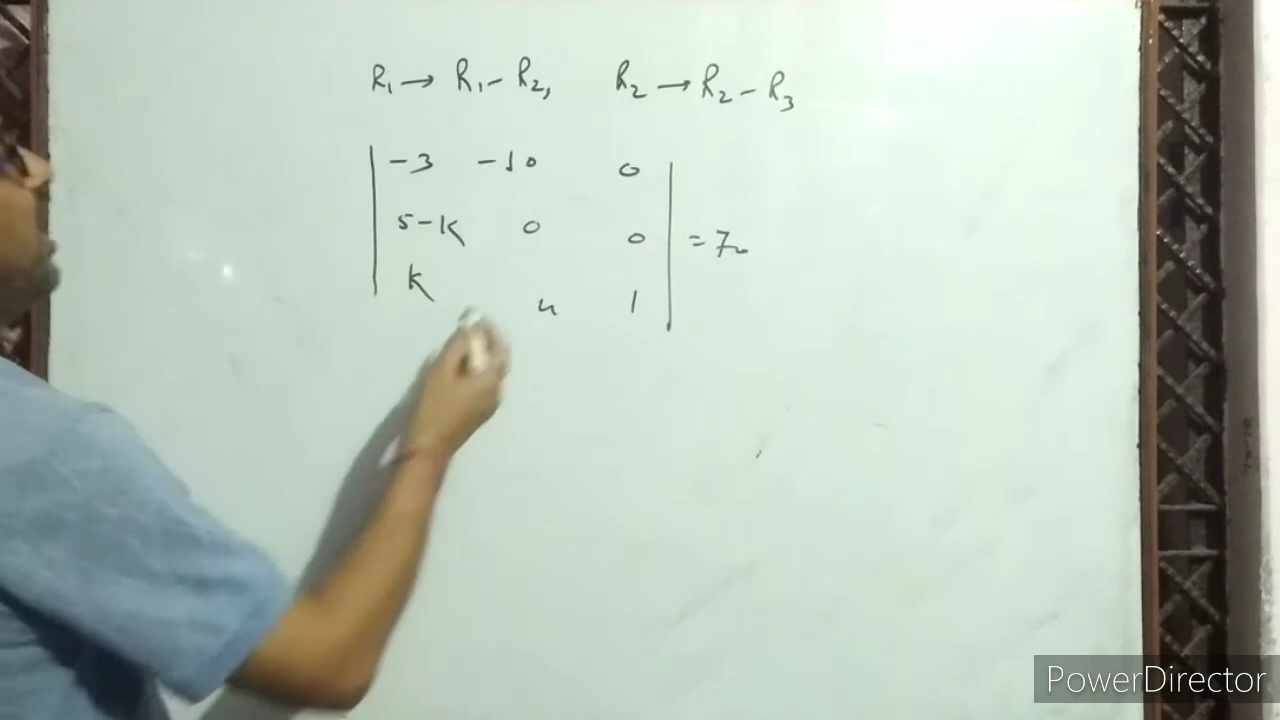 R₁ → R₁ - R₂, R₂ → R₂ - R₃
| -3 -10 0 |
| 5-K 0 0 | = 70
| K 4 1 |
PowerDirector